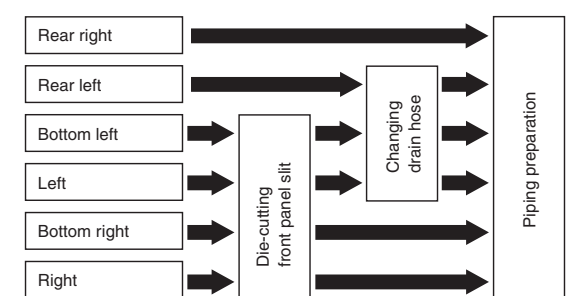 Rear right
Rear left
Bottom left
Left
Bottom right
Right
Die-cutting
front panel slit
Changing
drain hose
Piping preparation